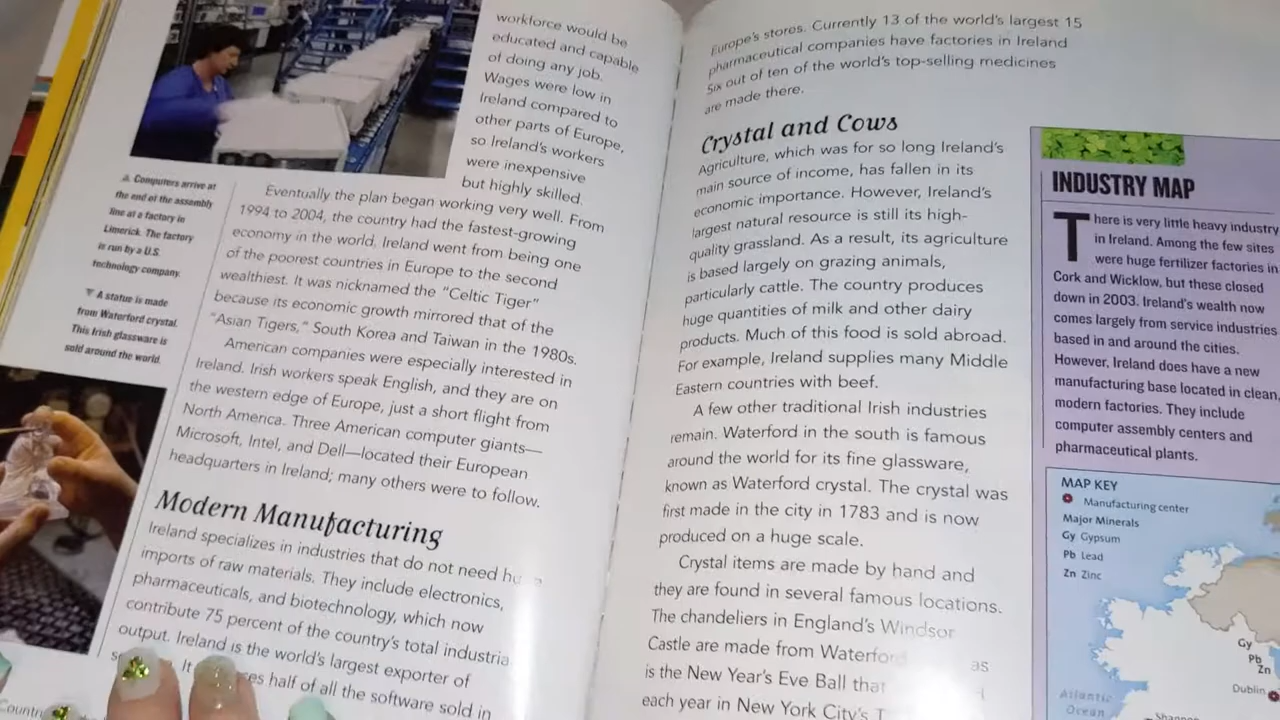 workforce would be
educated and capable
of doing any job.
Wages were low in
Ireland compared to
other parts of Europe,
so Ireland's workers
were inexpensive
but highly skilled.
Eventually the plan began working very well. From
1994 to 2004, the country had the fastest-growing
economy in the world. Ireland went from being one
of the poorest countries in Europe to the second
wealthiest. It was nicknamed the "Celtic Tiger"
because its economic growth mirrored that of the
"Asian Tigers," South Korea and Taiwan in the 1980s.
American companies were especially interested in
Ireland. Irish workers speak English, and they are on
the western edge of Europe, just a short flight from
North America. Three American computer giants—
Microsoft, Intel, and Dell—located their European
headquarters in Ireland; many others were to follow.
Modern Manufacturing
Ireland specializes in industries that do not need
imports of raw materials. They include electronics,
pharmaceuticals, and biotechnology, which now
contribute 75 percent of the country's total industria
output. Ireland is the world's largest exporter of
It half of all the software sold in
Computers arrive at
the end of the assembly
line at a factory in
Limerick. The factory
is run by a U.S.
technology company.
A statue is made
from Waterford crystal.
This Irish glassware is
sold around the world.
Countr
Europe's stores. Currently 13 of the world's largest 15
pharmaceutical companies have factories in Ireland
Six out of ten of the world's top-selling medicines
are made there.
Crystal and Cows
Agriculture, which was for so long Ireland's
main source of income, has fallen in its
economic importance. However, Ireland's
largest natural resource is still its high-
quality grassland. As a result, its agriculture
is based largely on grazing animals,
particularly cattle. The country produces
huge quantities of milk and other dairy
products. Much of this food is sold abroad.
For example, Ireland supplies many Middle
Eastern countries with beef.
A few other traditional Irish industries
remain. Waterford in the south is famous
around the world for its fine glassware,
known as Waterford crystal. The crystal was
first made in the city in 1783 and is now
produced on a huge scale.
Crystal items are made by hand and
they are found in several famous locations.
The chandeliers in England's Windsor
Castle are made from Waterfor as
is the New Year's Eve Ball that
each year in New York City's T
INDUSTRY MAP
There is very little heavy industry
in Ireland. Among the few sites
were huge fertilizer factories in
Cork and Wicklow, but these closed
down in 2003. Ireland's wealth now
comes largely from service industries
based in and around the cities.
However, Ireland does have a new
manufacturing base located in clean,
modern factories. They include
computer assembly centers and
pharmaceutical plants.
MAP KEY
Manufacturing center
Major Minerals
Gy Gypsum
Pb Lead
Zn Zinc
Gy
Pb
Zn
Dublin
Atlantic
Ocean
Shannon